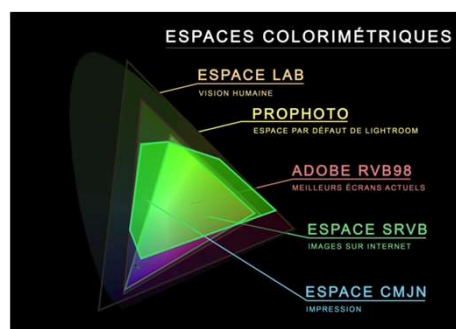 ESPACES COLORIMÉTRIQUES
ESPACE LAB
VISION HUMAINE
PROPHOTO
ESPACE PAR DÉFAUT DE LIGHTROOM
ADOBE RVB98
MEILLEURS ÉCRANS ACTUELS
ESPACE SRVB
IMAGES SUR INTERNET
ESPACE CMJN
IMPRESSION